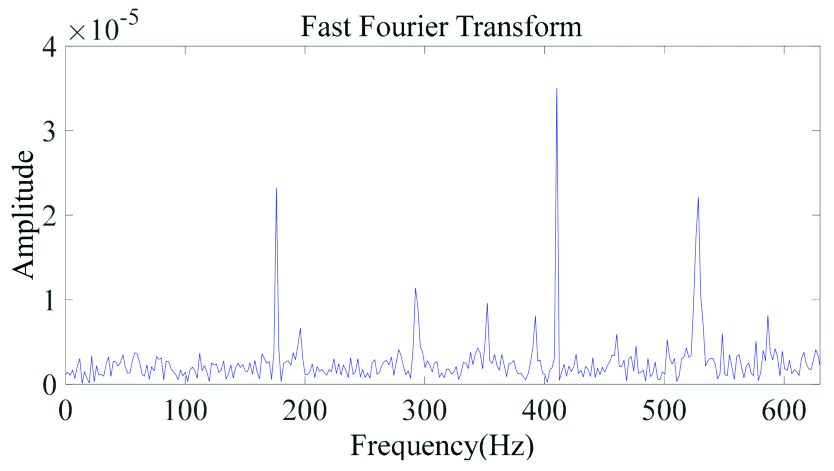 Fast Fourier Transform
×10⁻⁵
4
3
2
1
0
Amplitude
0 100 200 300 400 500 600
Frequency(Hz)